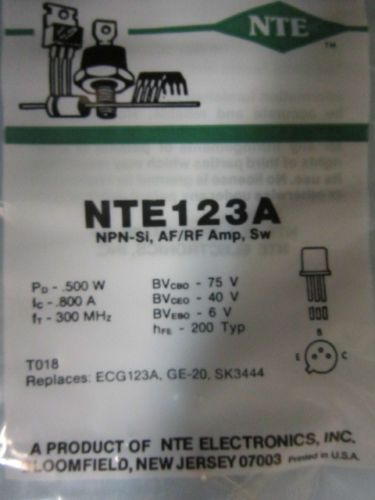 NTE
TM
NTE123A
NPN-Si, AF/RF Amp, Sw
PD - .500 W
IC - .800 A
fT - 300 MHz
BVCBO - 75 V
BVCEO - 40 V
BVEBO - 6 V
hFE - 200 Typ
B
E C
T018
Replaces: ECG123A, GE-20, SK3444
A PRODUCT OF NTE ELECTRONICS, INC.
BLOOMFIELD, NEW JERSEY 07003 Printed in U.S.A.